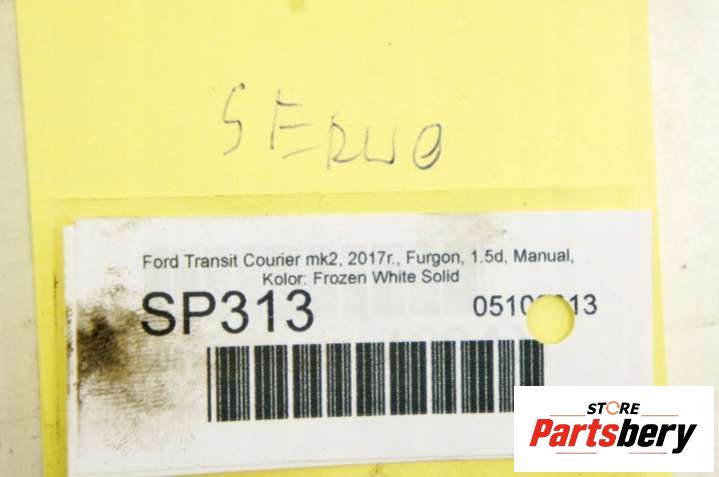 SERWO
Ford Transit Courier mk2, 2017r., Furgon, 1.5d, Manual,
Kolor: Frozen White Solid
SP313
STORE
Partsbery